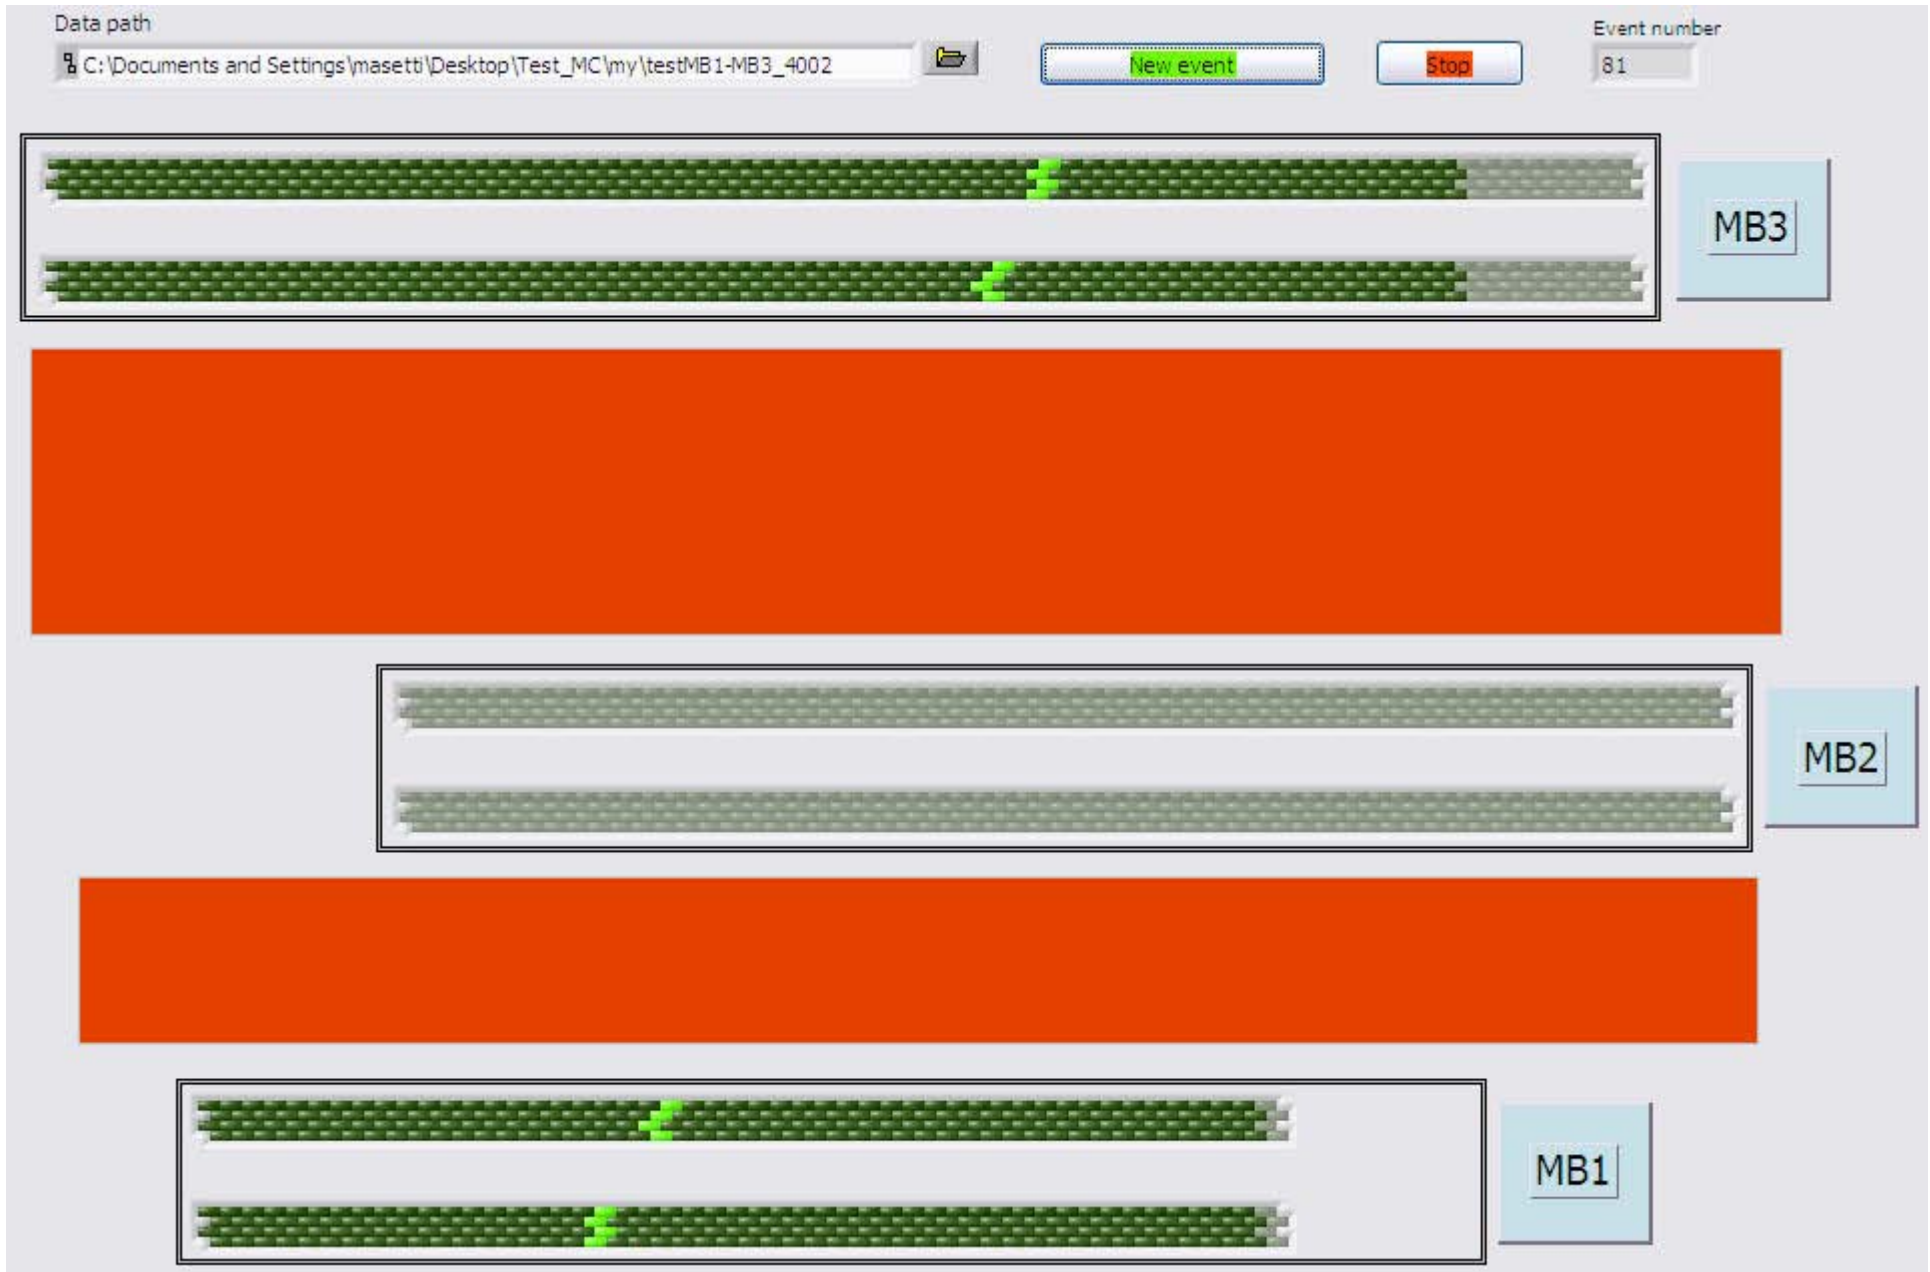 Data path
C:\Documents and Settings\masetti\Desktop\Test_MC\my\testMB1-MB3_4002
New event
Stop
Event number
81
MB3
MB2
MB1